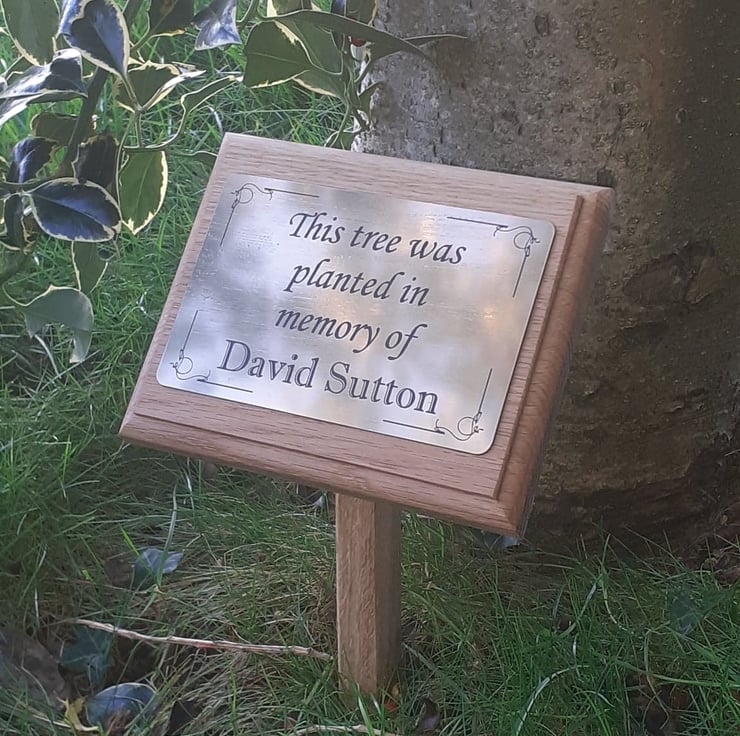 This tree was
planted in
memory of
David Sutton